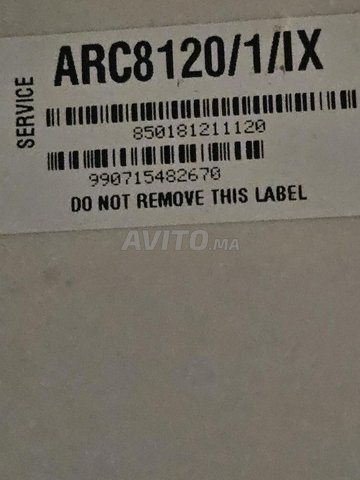 SERVICE
ARC8120/1/IX
850181211120
990715482670
DO NOT REMOVE THIS LABEL
AVITO.MA